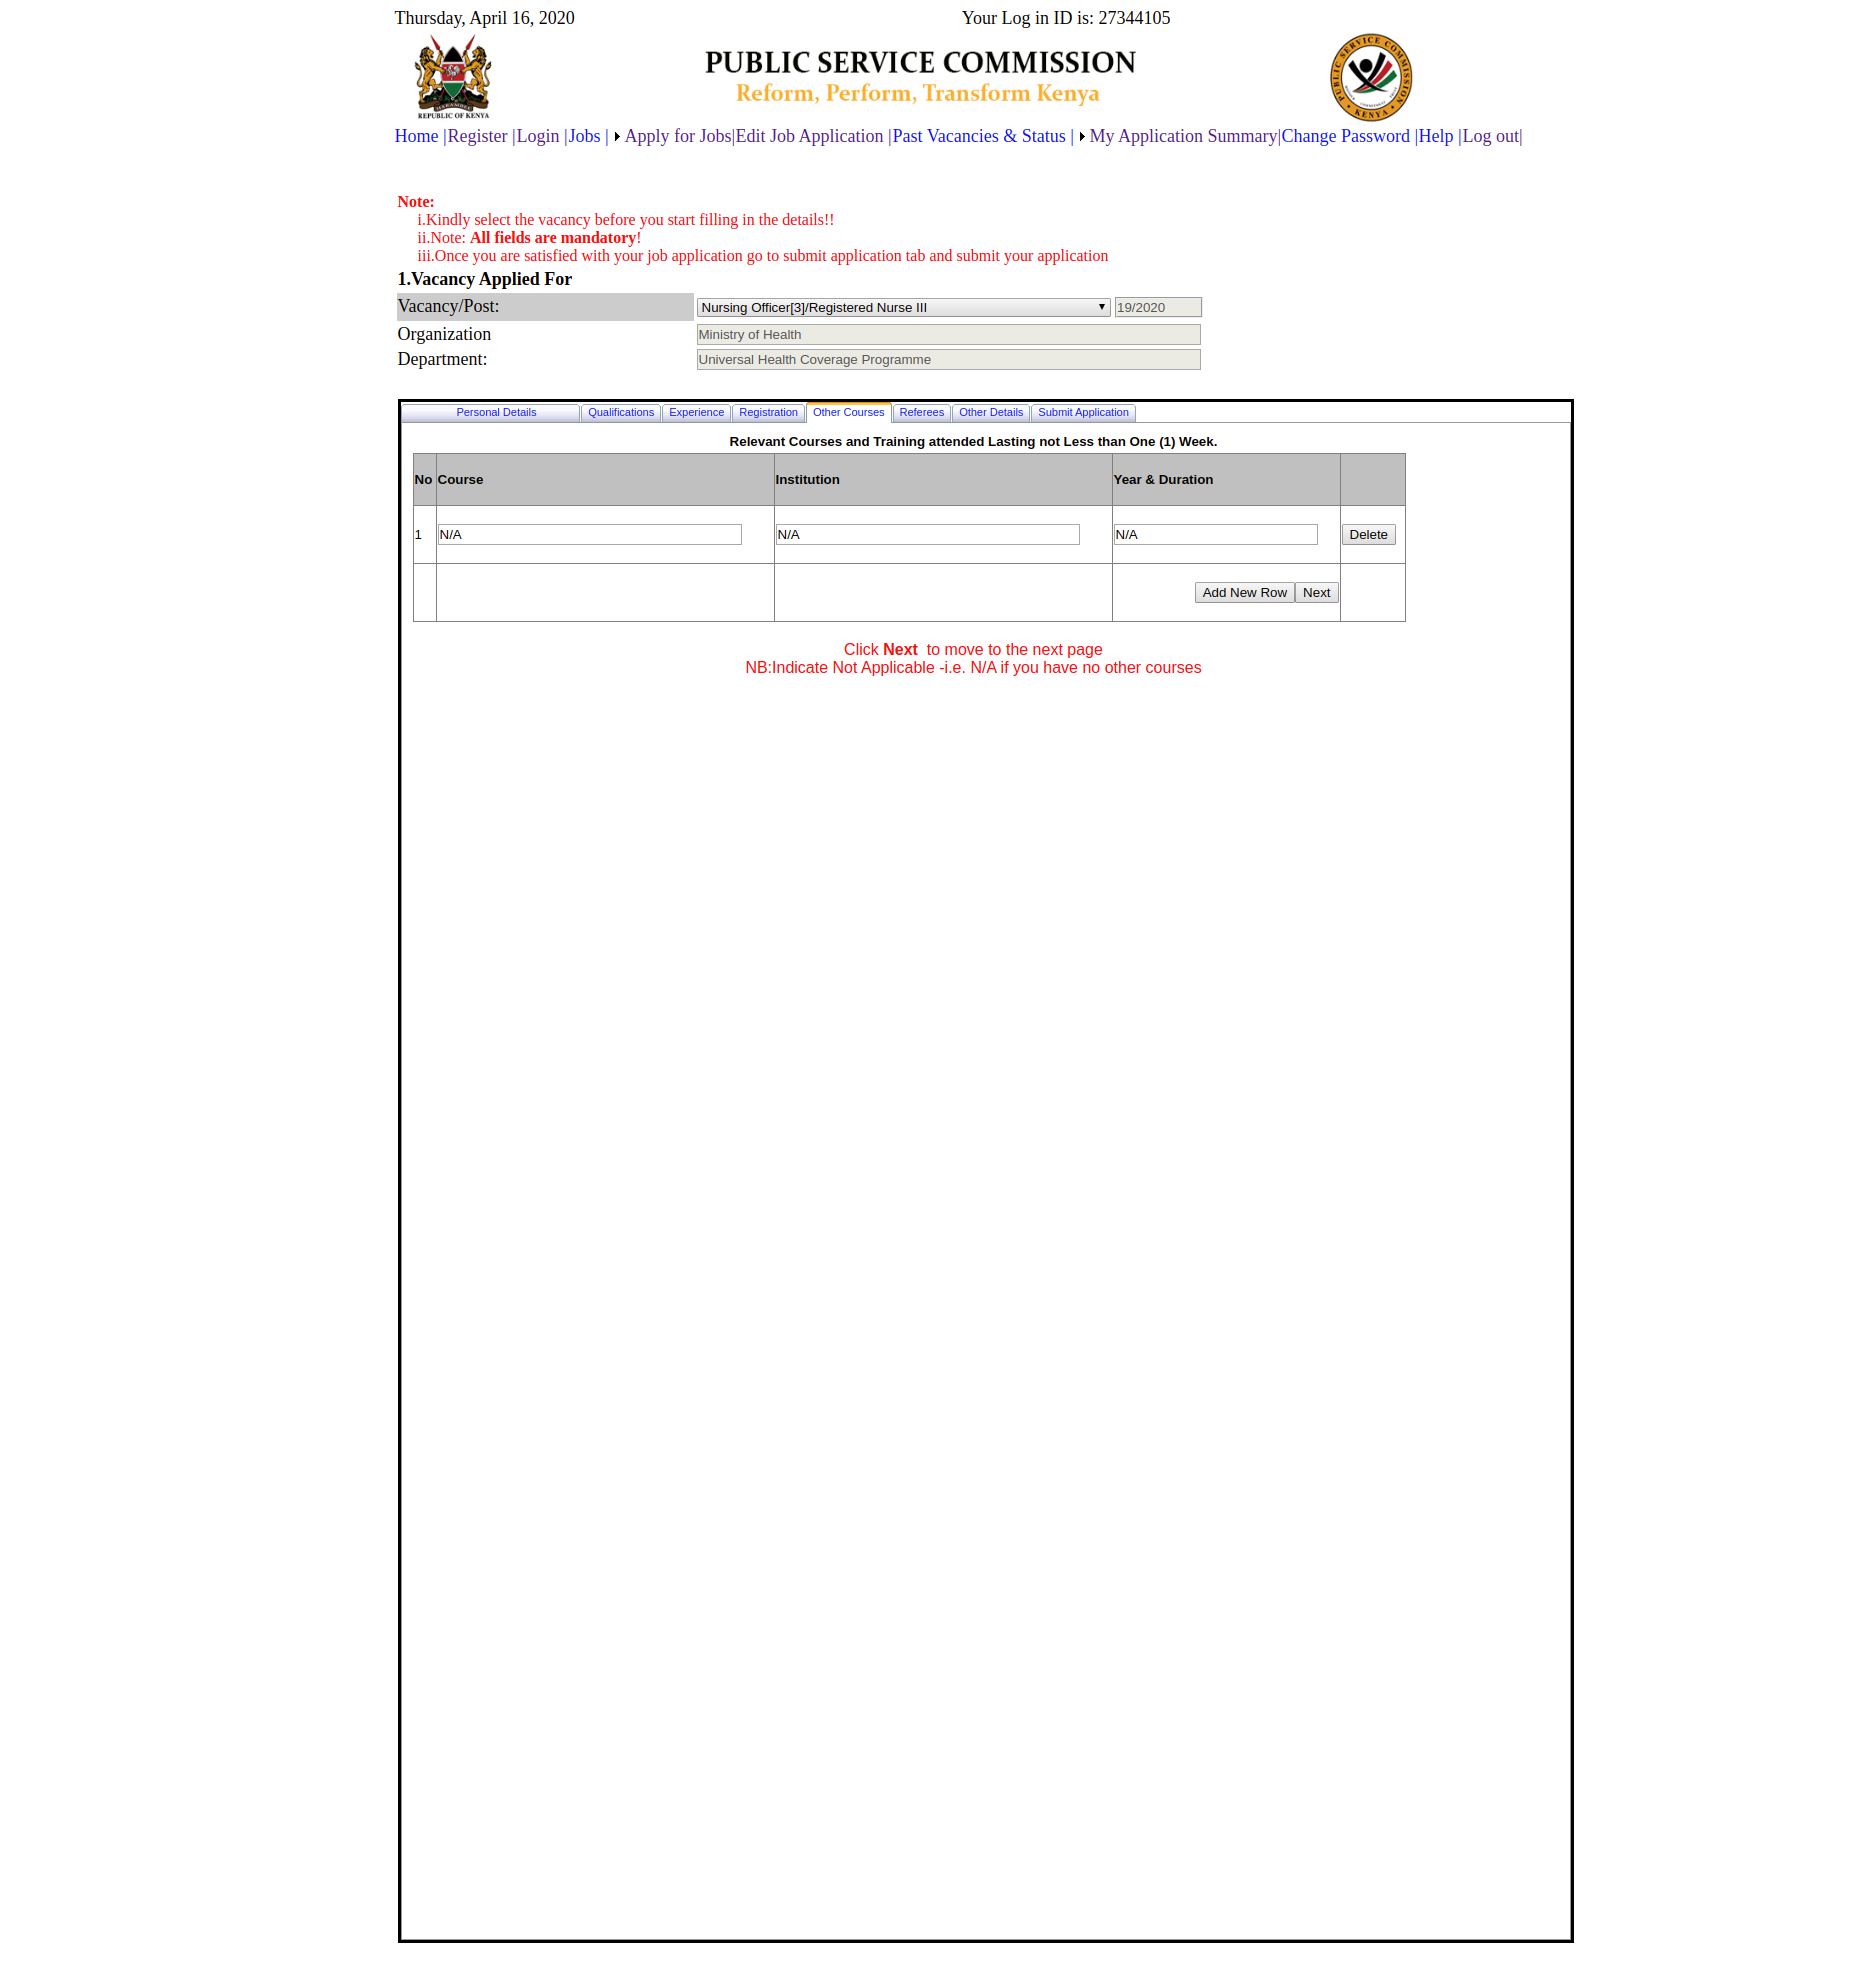 Thursday, April 16, 2020 Your Log in ID is: 27344105
REPUBLIC OF KENYA
PUBLIC SERVICE COMMISSION
Reform, Perform, Transform Kenya
PUBLIC SERVICE COMMISSION
KENYA
Home |Register |Login |Jobs | Apply for Jobs|Edit Job Application |Past Vacancies & Status | My Application Summary|Change Password |Help |Log out|
Note:
i.Kindly select the vacancy before you start filling in the details!!
ii.Note: All fields are mandatory!
iii.Once you are satisfied with your job application go to submit application tab and submit your application
1.Vacancy Applied For
Vacancy/Post: Nursing Officer[3]/Registered Nurse III 19/2020
Organization Ministry of Health
Department: Universal Health Coverage Programme
Personal Details Qualifications Experience Registration Other Courses Referees Other Details Submit Application
Relevant Courses and Training attended Lasting not Less than One (1) Week.
No Course Institution Year & Duration
1 N/A N/A N/A Delete
Add New Row Next
Click Next to move to the next page
NB:Indicate Not Applicable -i.e. N/A if you have no other courses